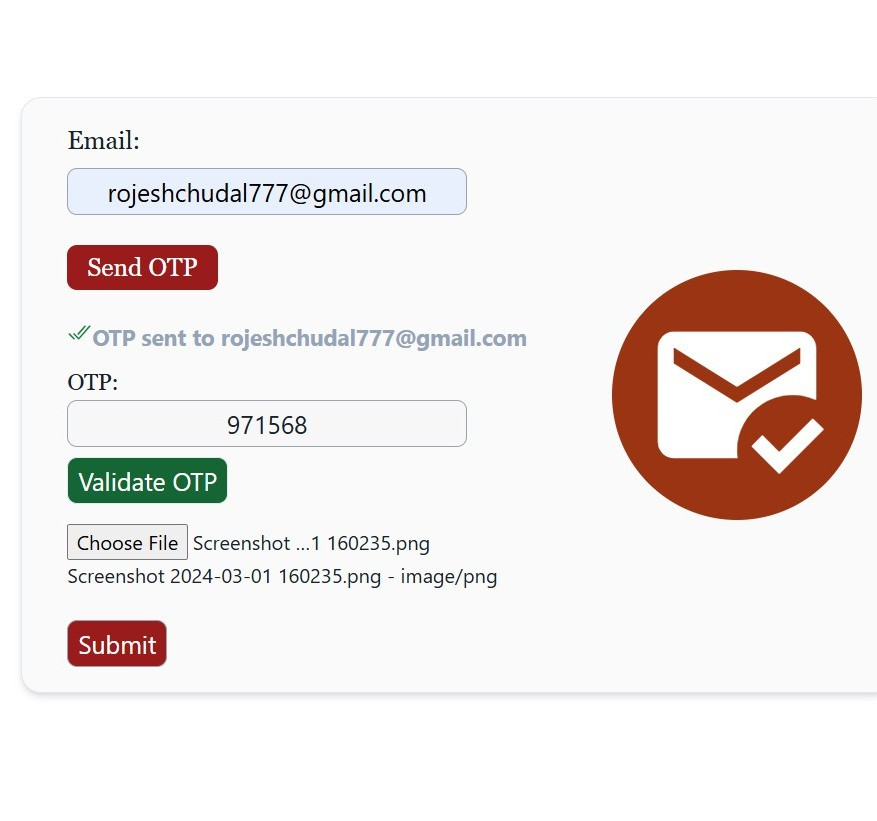 Email:
rojeshchudal777@gmail.com
Send OTP
OTP sent to rojeshchudal777@gmail.com
OTP:
971568
Validate OTP
Choose File Screenshot ...1 160235.png
Screenshot 2024-03-01 160235.png - image/png
Submit